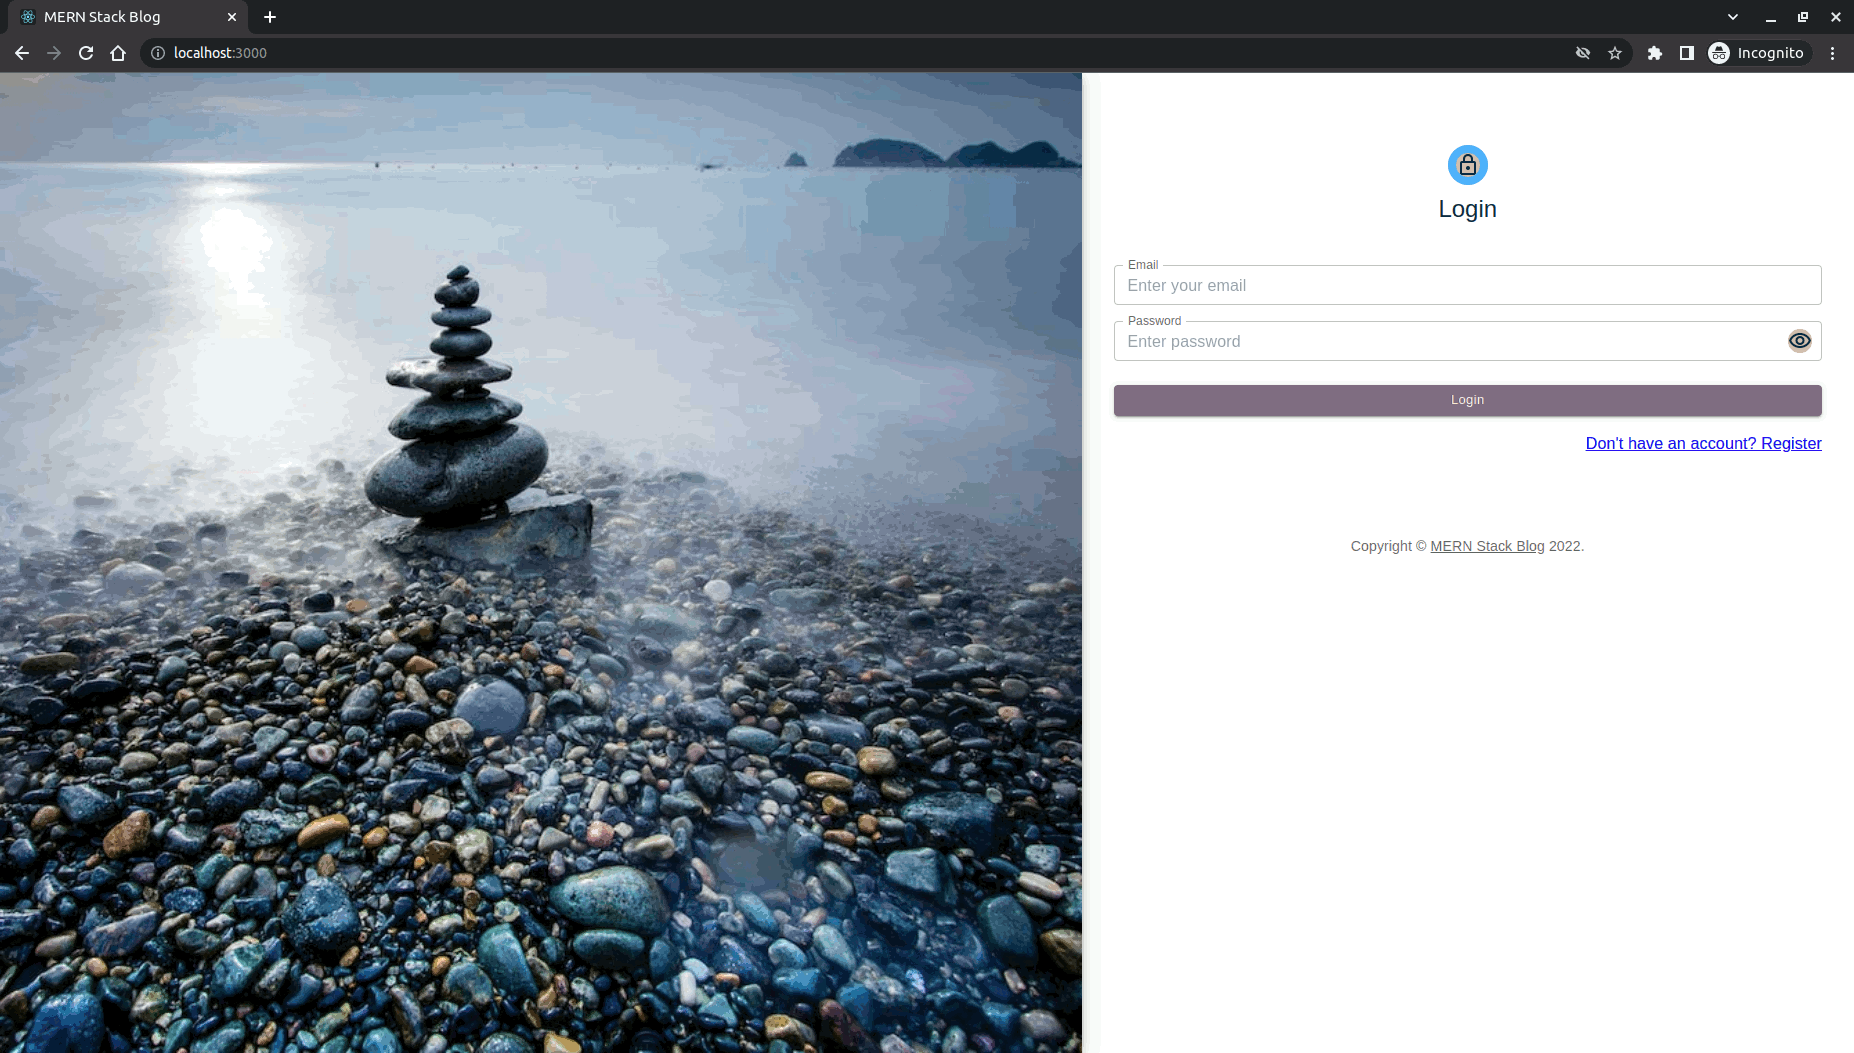 MERN Stack Blog
localhost:3000
Incognito
Login
Email
Enter your email
Password
Enter password
Login
Don't have an account? Register
Copyright © MERN Stack Blog 2022.